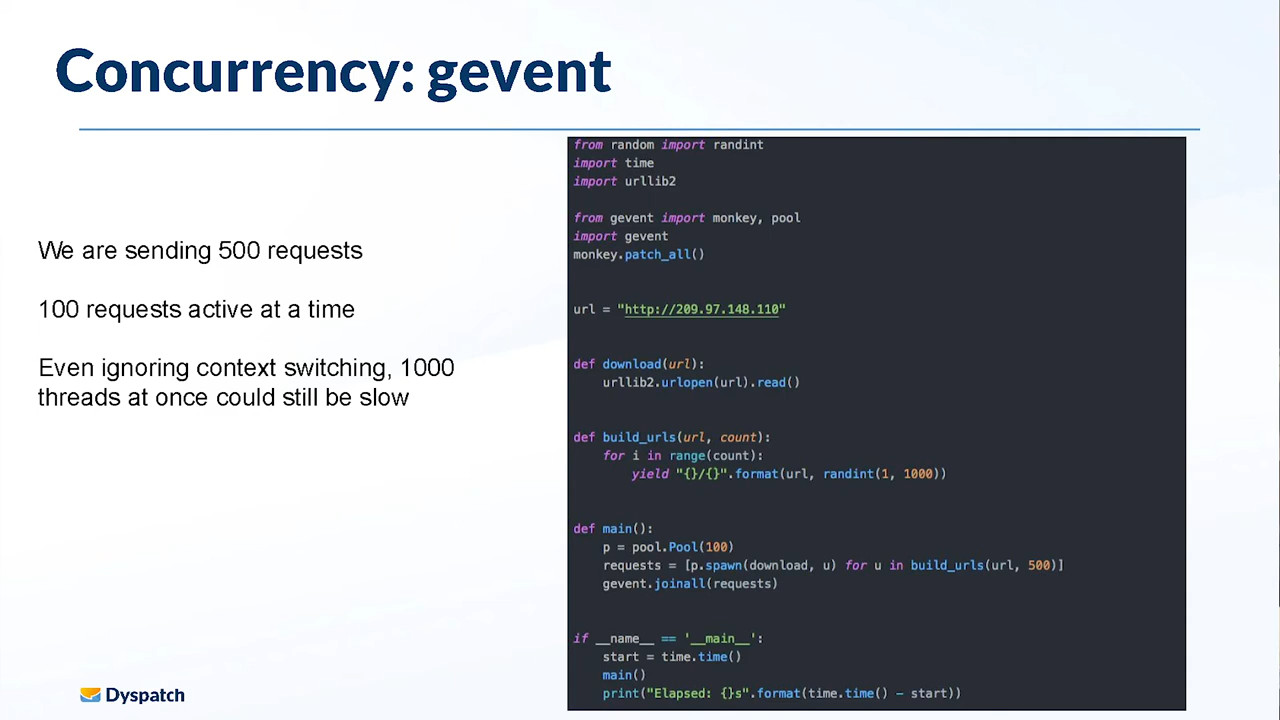 Concurrency: gevent
We are sending 500 requests
100 requests active at a time
Even ignoring context switching, 1000
threads at once could still be slow
from random import randint
import time
import urllib2
from gevent import monkey, pool
import gevent
monkey.patch_all()
url = "http://209.97.148.110"
def download(url):
    urllib2.urlopen(url).read()
def build_urls(url, count):
    for i in range(count):
        yield "{}/{}".format(url, randint(1, 1000))
def main():
    p = pool.Pool(100)
    requests = [p.spawn(download, u) for u in build_urls(url, 500)]
    gevent.joinall(requests)
if __name__ == '__main__':
    start = time.time()
    main()
    print("Elapsed: {}s".format(time.time() - start))
Dyspatch